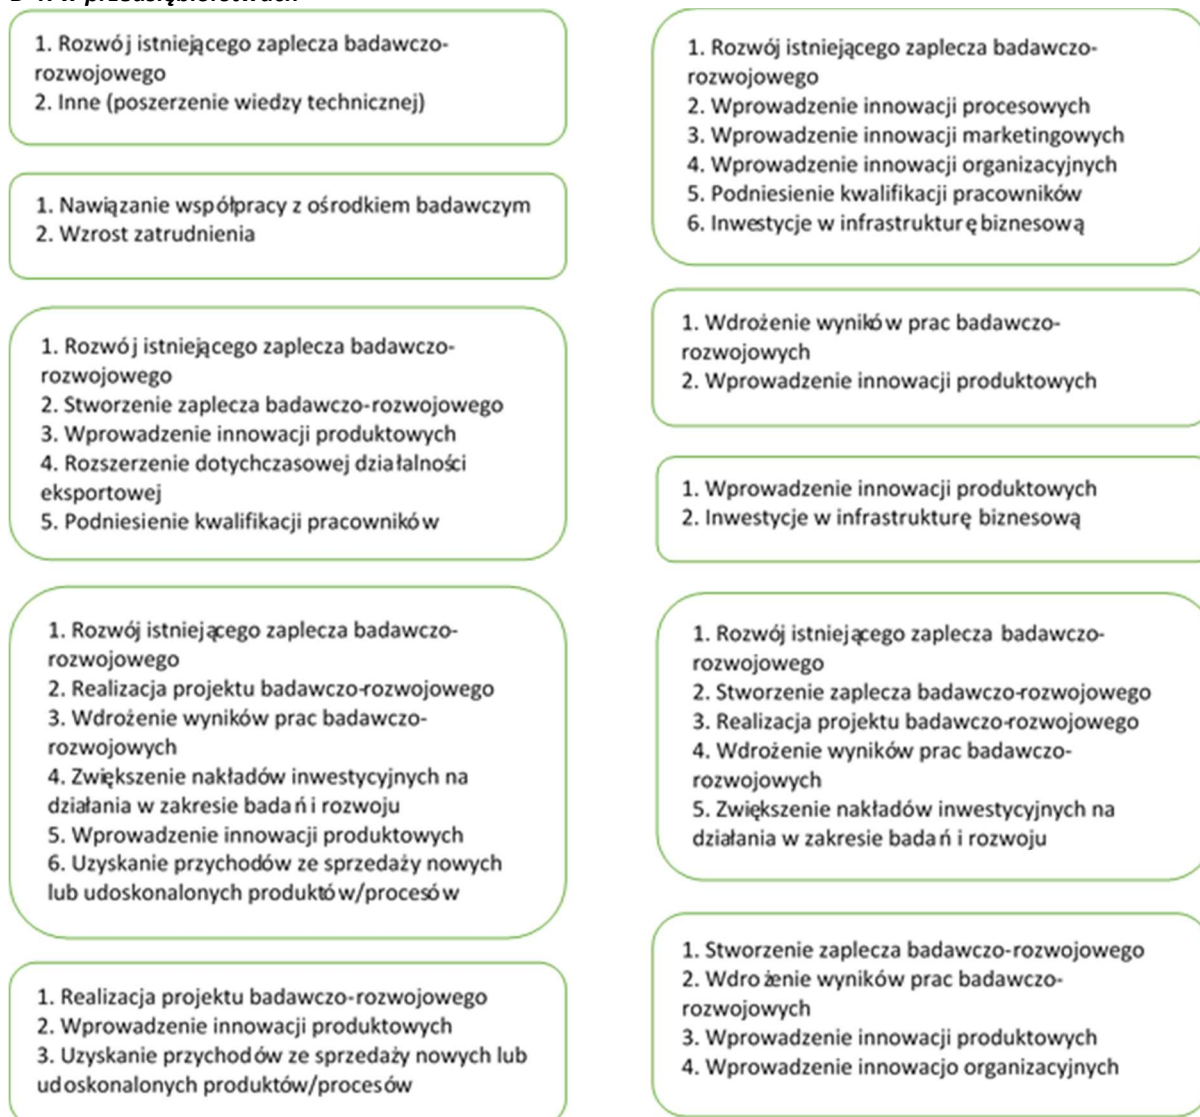 1. Rozwój istniejącego zaplecza badawczo-
rozwojowego
2. Inne (poszerzenie wiedzy technicznej)
1. Nawiązanie współpracy z ośrodkiem badawczym
2. Wzrost zatrudnienia
1. Rozwój istniejącego zaplecza badawczo-
rozwojowego
2. Stworzenie zaplecza badawczo-rozwojowego
3. Wprowadzenie innowacji produktowych
4. Rozszerzenie dotychczasowej działalności
eksportowej
5. Podniesienie kwalifikacji pracowników
1. Rozwój istniejącego zaplecza badawczo-
rozwojowego
2. Realizacja projektu badawczo-rozwojowego
3. Wdrożenie wyników prac badawczo-
rozwojowych
4. Zwiększenie nakładów inwestycyjnych na
działania w zakresie badań i rozwoju
5. Wprowadzenie innowacji produktowych
6. Uzyskanie przychodów ze sprzedaży nowych
lub udoskonalonych produktów/procesów
1. Realizacja projektu badawczo-rozwojowego
2. Wprowadzenie innowacji produktowych
3. Uzyskanie przychodów ze sprzedaży nowych lub
udoskonalonych produktów/procesów
1. Rozwój istniejącego zaplecza badawczo-
rozwojowego
2. Wprowadzenie innowacji procesowych
3. Wprowadzenie innowacji marketingowych
4. Wprowadzenie innowacji organizacyjnych
5. Podniesienie kwalifikacji pracowników
6. Inwestycje w infrastrukturę biznesową
1. Wdrożenie wyników prac badawczo-
rozwojowych
2. Wprowadzenie innowacji produktowych
1. Wprowadzenie innowacji produktowych
2. Inwestycje w infrastrukturę biznesową
1. Rozwój istniejącego zaplecza badawczo-
rozwojowego
2. Stworzenie zaplecza badawczo-rozwojowego
3. Realizacja projektu badawczo-rozwojowego
4. Wdrożenie wyników prac badawczo-
rozwojowych
5. Zwiększenie nakładów inwestycyjnych na
działania w zakresie badań i rozwoju
1. Stworzenie zaplecza badawczo-rozwojowego
2. Wdrożenie wyników prac badawczo-
rozwojowych
3. Wprowadzenie innowacji produktowych
4. Wprowadzenie innowacjo organizacyjnych